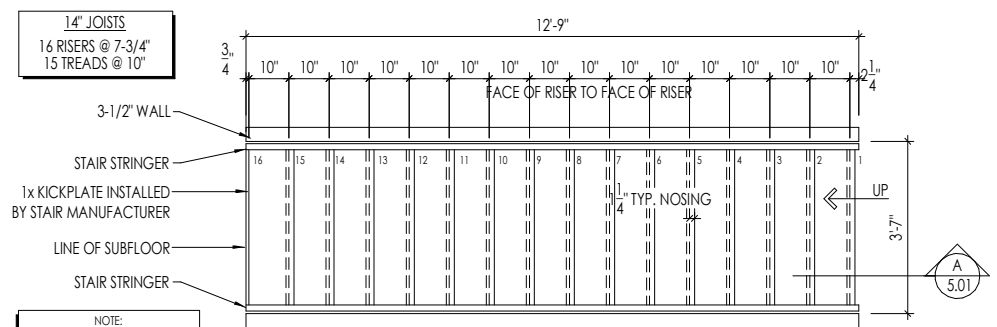 14" JOISTS
16 RISERS @ 7-3/4"
15 TREADS @ 10"
12'-9"
3/4" 10" 10" 10" 10" 10" 10" 10" 10" 10" 10" 10" 10" 10" 10" 10" 2 1/4"
FACE OF RISER TO FACE OF RISER
3-1/2" WALL
STAIR STRINGER
16 15 14 13 12 11 10 9 8 7 6 5 4 3 2 1
1x KICKPLATE INSTALLED
BY STAIR MANUFACTURER
1 1/4" TYP. NOSING
UP
3'-7"
LINE OF SUBFLOOR
STAIR STRINGER
A
5.01
NOTE: